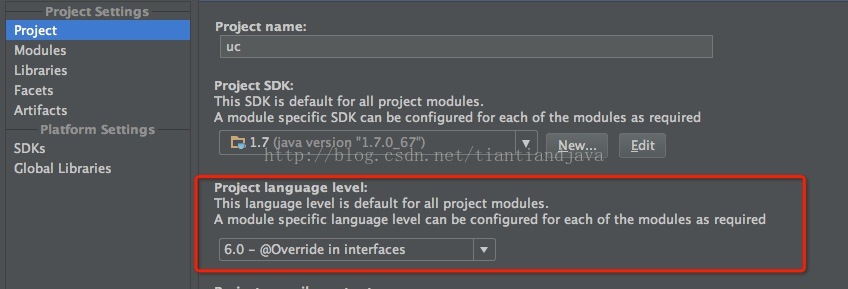 Project Settings
Project
Modules
Libraries
Facets
Artifacts
Platform Settings
SDKs
Global Libraries
Project name:
uc
Project SDK:
This SDK is default for all project modules.
A module specific SDK can be configured for each of the modules as required
1.7 (java version "1.7.0_67")
New...
Edit
http://blog.csdn.net/tiantiandjava
Project language level:
This language level is default for all project modules.
A module specific language level can be configured for each of the modules as required
6.0 - @Override in interfaces